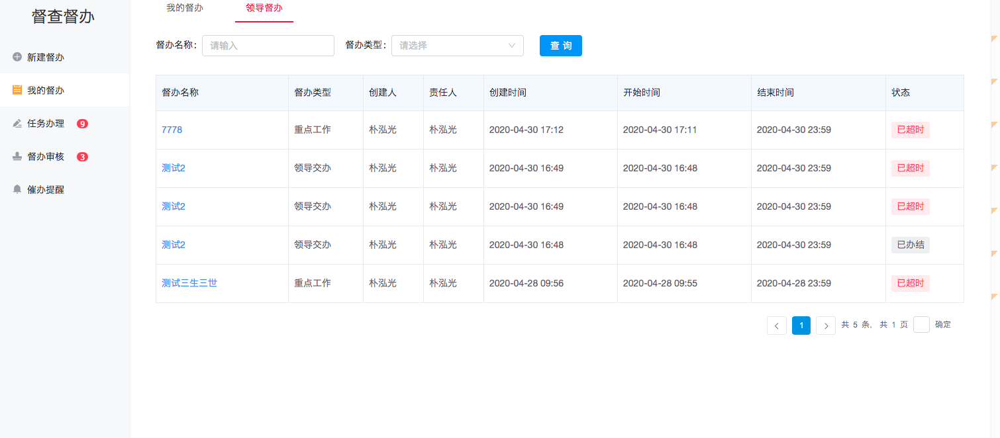 督查督办
新建督办
我的督办
任务办理 9
督办审核 3
催办提醒
我的督办 领导督办
督办名称： 请输入 督办类型： 请选择 查 询
督办名称 督办类型 创建人 责任人 创建时间 开始时间 结束时间 状态
7778 重点工作 朴泓光 朴泓光 2020-04-30 17:12 2020-04-30 17:11 2020-04-30 23:59 已超时
测试2 领导交办 朴泓光 朴泓光 2020-04-30 16:49 2020-04-30 16:48 2020-04-30 23:59 已超时
测试2 领导交办 朴泓光 朴泓光 2020-04-30 16:49 2020-04-30 16:48 2020-04-30 23:59 已超时
测试2 领导交办 朴泓光 朴泓光 2020-04-30 16:48 2020-04-30 16:48 2020-04-30 23:59 已办结
测试三生三世 重点工作 朴泓光 朴泓光 2020-04-28 09:56 2020-04-28 09:55 2020-04-28 23:59 已超时
1 共 5 条， 共 1 页 确定